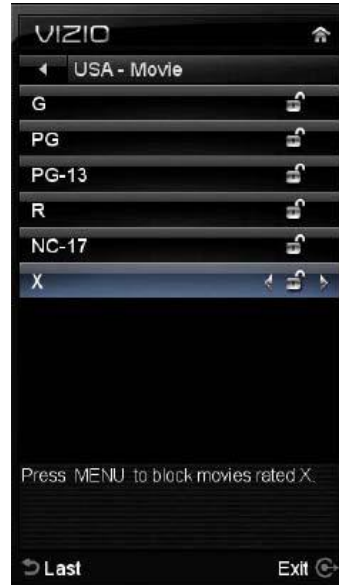 VIZIO
USA - Movie
G
PG
PG-13
R
NC-17
X
Press MENU to block movies rated X.
Last Exit